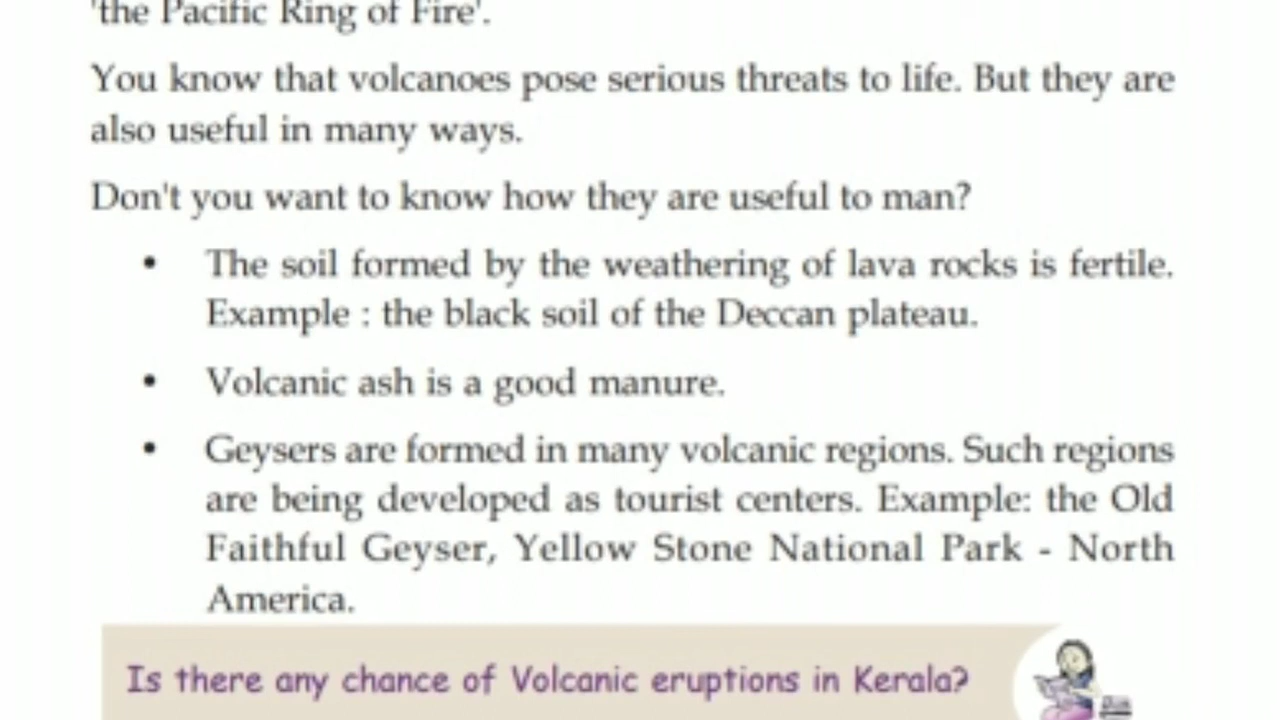 'the Pacific Ring of Fire'.
You know that volcanoes pose serious threats to life. But they are
also useful in many ways.
Don't you want to know how they are useful to man?
• The soil formed by the weathering of lava rocks is fertile.
Example : the black soil of the Deccan plateau.
• Volcanic ash is a good manure.
• Geysers are formed in many volcanic regions. Such regions
are being developed as tourist centers. Example: the Old
Faithful Geyser, Yellow Stone National Park - North
America.
Is there any chance of Volcanic eruptions in Kerala?